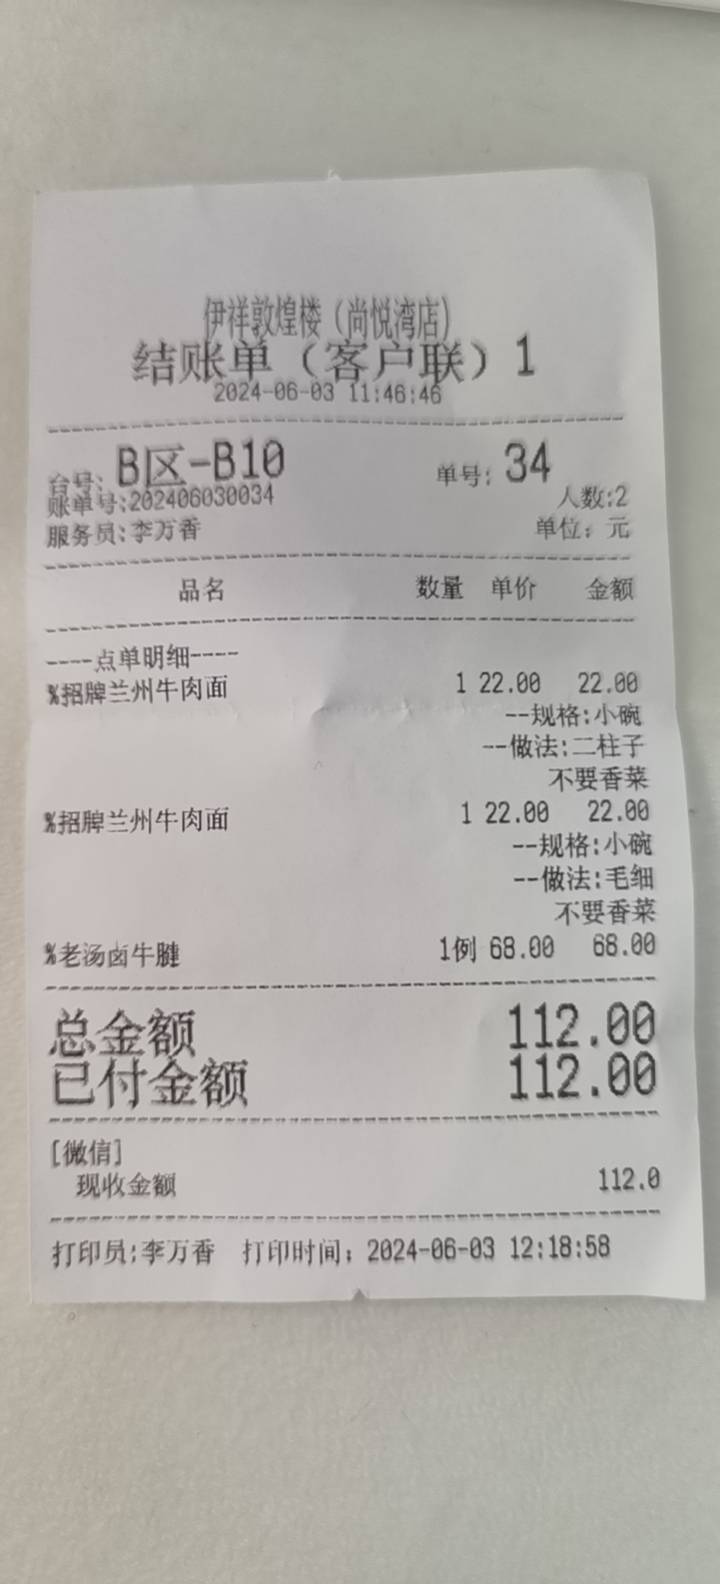 伊祥敦煌楼（尚悦湾店）
结账单（客户联）1
2024-06-03 11:46:46
台号: B区-B10 单号: 34
账单号:202406030034 人数:2
服务员:李万香 单位：元
品名 数量 单价 金额
----点单明细----
%招牌兰州牛肉面 1 22.00 22.00
--规格:小碗
--做法:二柱子
不要香菜
%招牌兰州牛肉面 1 22.00 22.00
--规格:小碗
--做法:毛细
不要香菜
%老汤卤牛腱 1例 68.00 68.00
总金额 112.00
已付金额 112.00
[微信]
现收金额 112.0
打印员:李万香 打印时间：2024-06-03 12:18:58